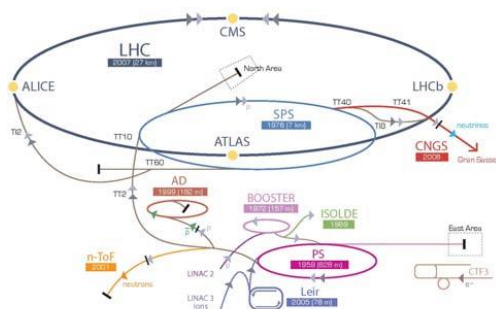 CMS
LHC
2007 (27 km)
North Area
ALICE
LHCb
SPS
1976 (7 km)
TT40
TT41
TI8
TI2
TT10
ATLAS
CNGS
2006
neutrinos
Gran Sasso
TT60
AD
1999 (182 m)
TT2
BOOSTER
1972 (157 m)
ISOLDE
1989
East Area
n-ToF
2001
PS
1959 (628 m)
LINAC 2
neutrons
CTF3
e⁻
LINAC 3
Ions
Leir
2005 (78 m)